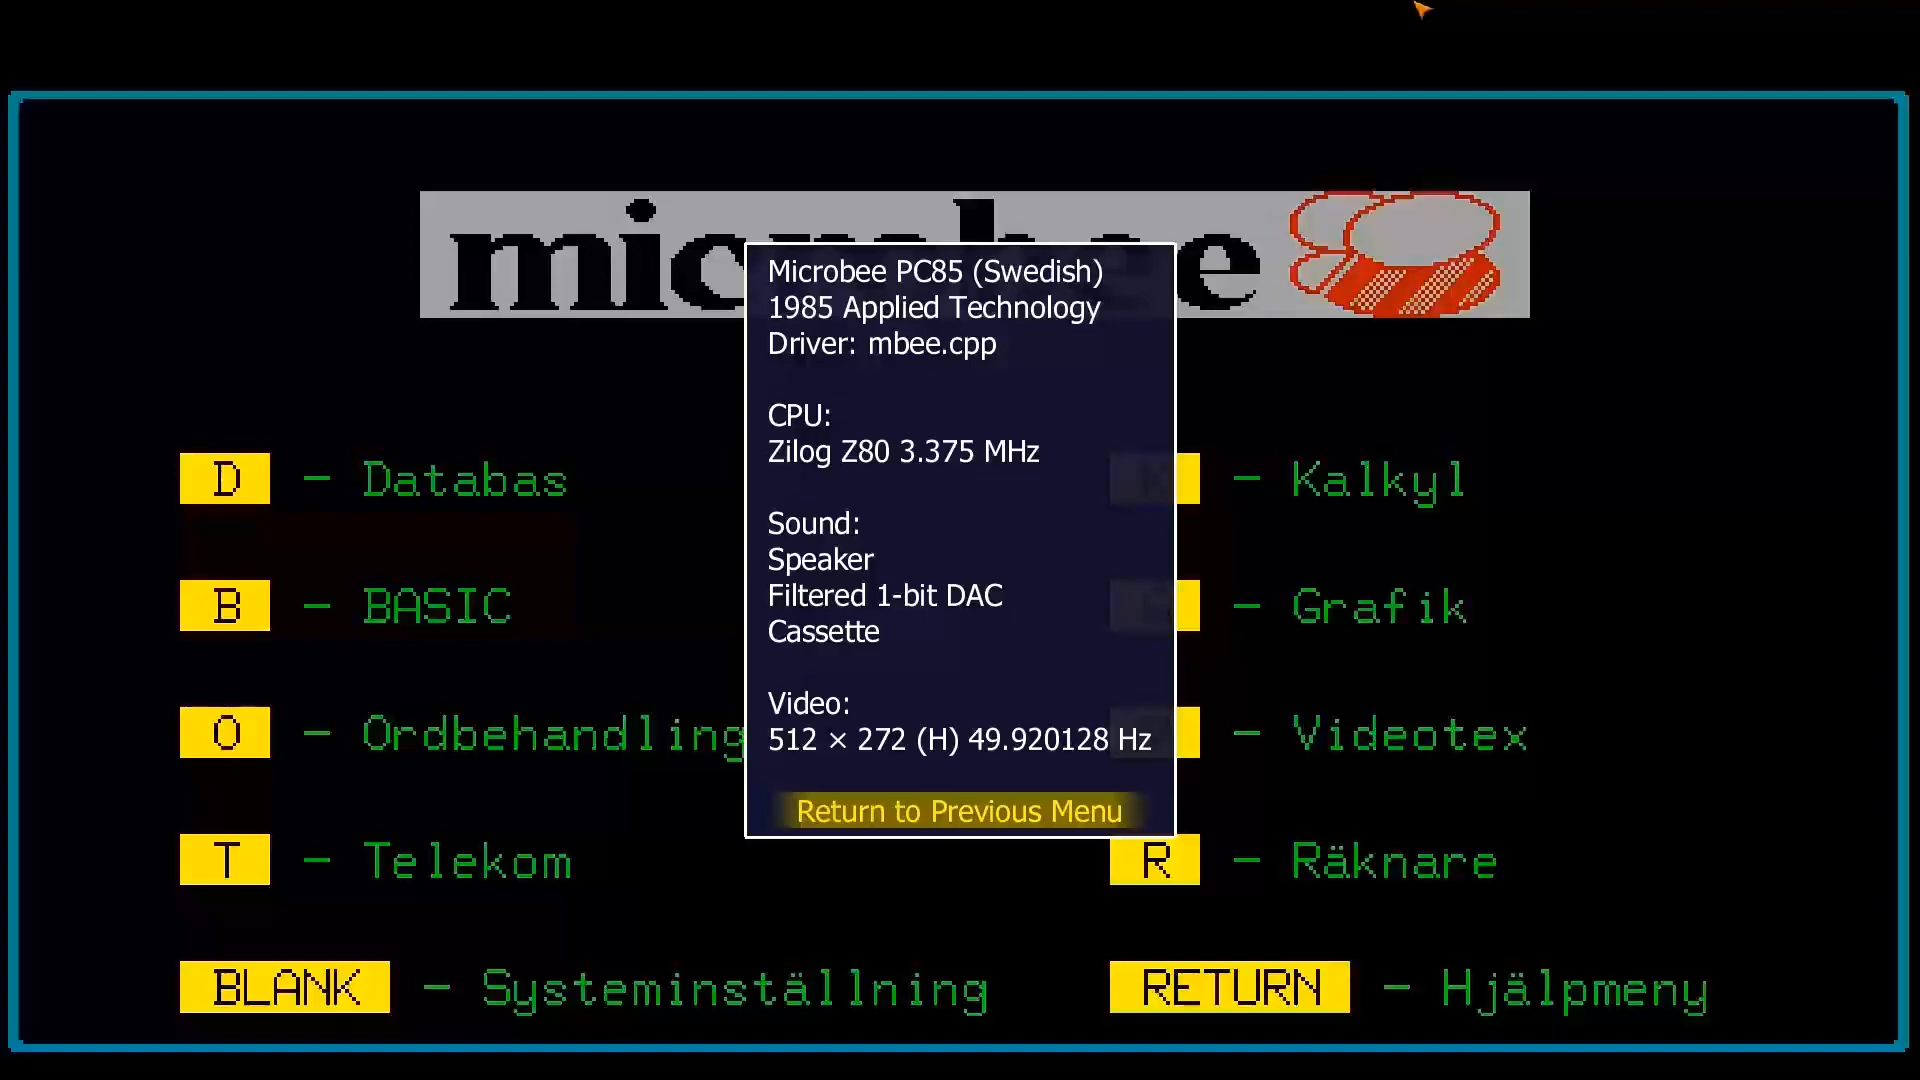 Microbee PC85 (Swedish)
1985 Applied Technology
Driver: mbee.cpp
CPU:
Zilog Z80 3.375 MHz
Sound:
Speaker
Filtered 1-bit DAC
Cassette
Video:
512 × 272 (H) 49.920128 Hz
Return to Previous Menu
D - Databas
- Kalkyl
B - BASIC
- Grafik
O - Ordbehandling
- Videotex
T - Telekom
R - Räknare
BLANK - Systeminställning
RETURN - Hjälpmeny